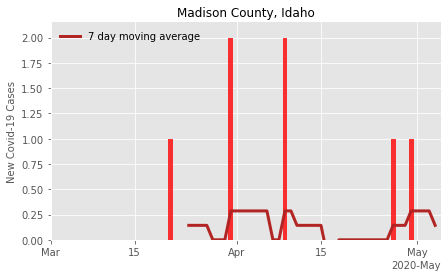 Madison County, Idaho
7 day moving average
New Covid-19 Cases
2.00
1.75
1.50
1.25
1.00
0.75
0.50
0.25
0.00
Mar
15
Apr
15
May
2020-May